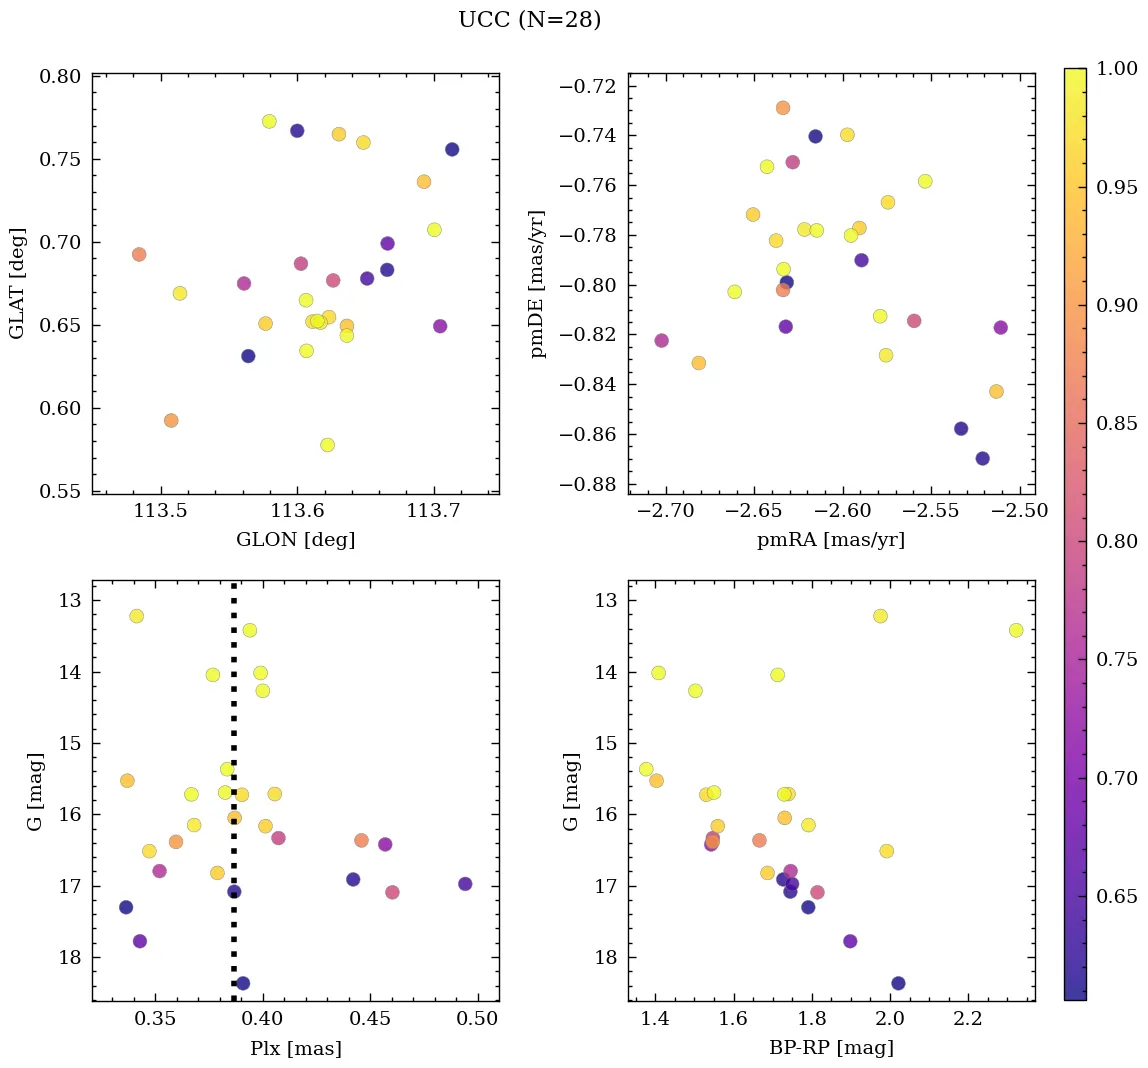 UCC (N=28)
0.80
0.75
0.70
0.65
0.60
0.55
GLAT [deg]
113.5 113.6 113.7
GLON [deg]
−0.72
−0.74
−0.76
−0.78
−0.80
−0.82
−0.84
−0.86
−0.88
pmDE [mas/yr]
−2.70 −2.65 −2.60 −2.55 −2.50
pmRA [mas/yr]
13
14
15
16
17
18
G [mag]
0.35 0.40 0.45 0.50
Plx [mas]
13
14
15
16
17
18
G [mag]
1.4 1.6 1.8 2.0 2.2
BP-RP [mag]
1.00
0.95
0.90
0.85
0.80
0.75
0.70
0.65